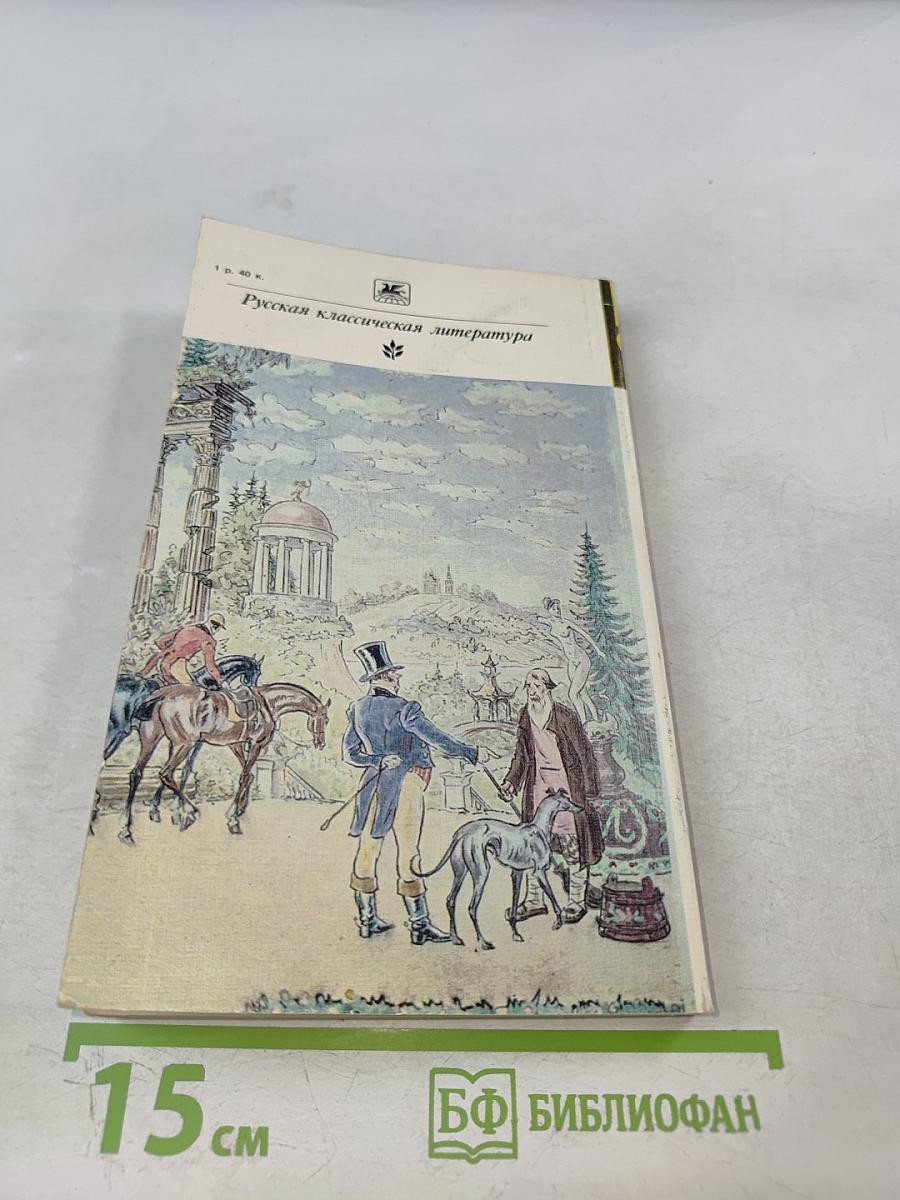 1 р. 40 к.
Русская классическая литература
15 см
БФ БИБЛИОФАН